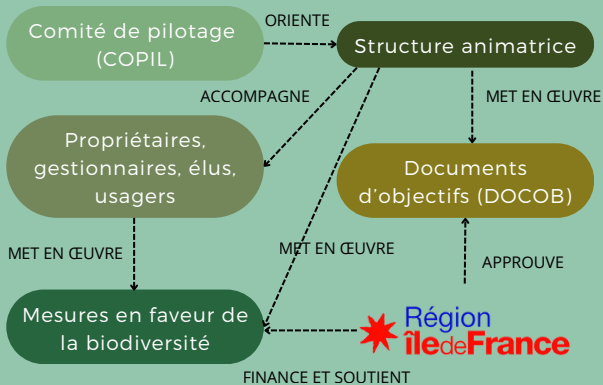 ORIENTE
Comité de pilotage
(COPIL)
Structure animatrice
ACCOMPAGNE
MET EN ŒUVRE
Propriétaires,
gestionnaires, élus,
usagers
Documents
d'objectifs (DOCOB)
MET EN ŒUVRE
MET EN ŒUVRE
APPROUVE
Mesures en faveur de
la biodiversité
Région
îledeFrance
FINANCE ET SOUTIENT